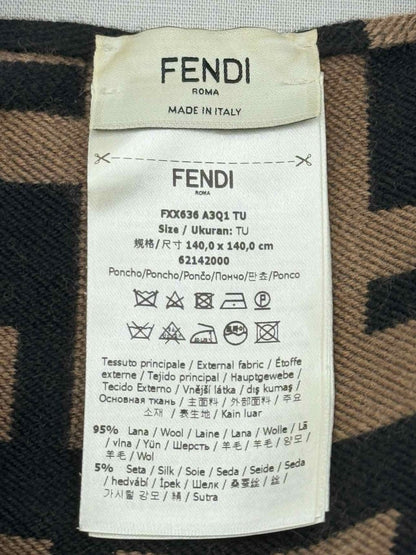 FENDI
ROMA
MADE IN ITALY
FENDI
ROMA
FXX636 A3Q1 TU
Size / Ukuran: TU
规格/尺寸 140,0 x 140,0 cm
62142000
Poncho/Poncho/Pončo/Пончо/판초/Ponco
Tessuto principale / External fabric / Étoffe
externe / Tejido principal / Hauptgewebe /
Tecido Externo / Vnější látka / dış kumaş /
Основная ткань / 主面料 / 外部面料 / 主要
소재 / 表生地 / Kain luar
95% Lana / Wool / Laine / Lana / Wolle / Lã
/ vlna / Yün / Шерсть / 羊毛 / 羊毛 / 양모 /
羊毛 / Wol
5% Seta / Silk / Soie / Seda / Seide / Seda
/ hedvábí / İpek / Шелк / 桑蚕丝 / 丝 /
가시월 강모 / 絹 / Sutra